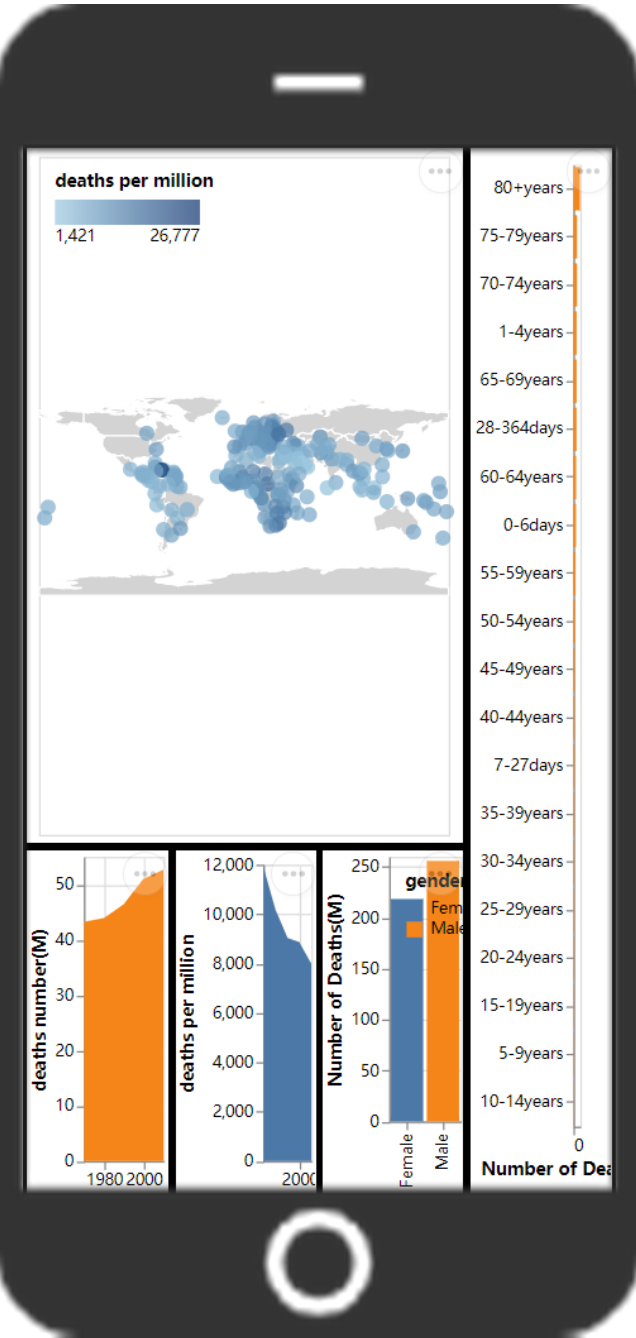 deaths per million
1,421 26,777
80+years
75-79years
70-74years
1-4years
65-69years
28-364days
60-64years
0-6days
55-59years
50-54years
45-49years
40-44years
7-27days
35-39years
30-34years
25-29years
20-24years
15-19years
5-9years
10-14years
0
Number of Dea
deaths number(M)
50
40
30
20
10
0
1980 2000
deaths per million
12,000
10,000
8,000
6,000
4,000
2,000
0
2000
Number of Deaths(M)
250
200
150
100
50
0
gender
Fem
Male
Female
Male